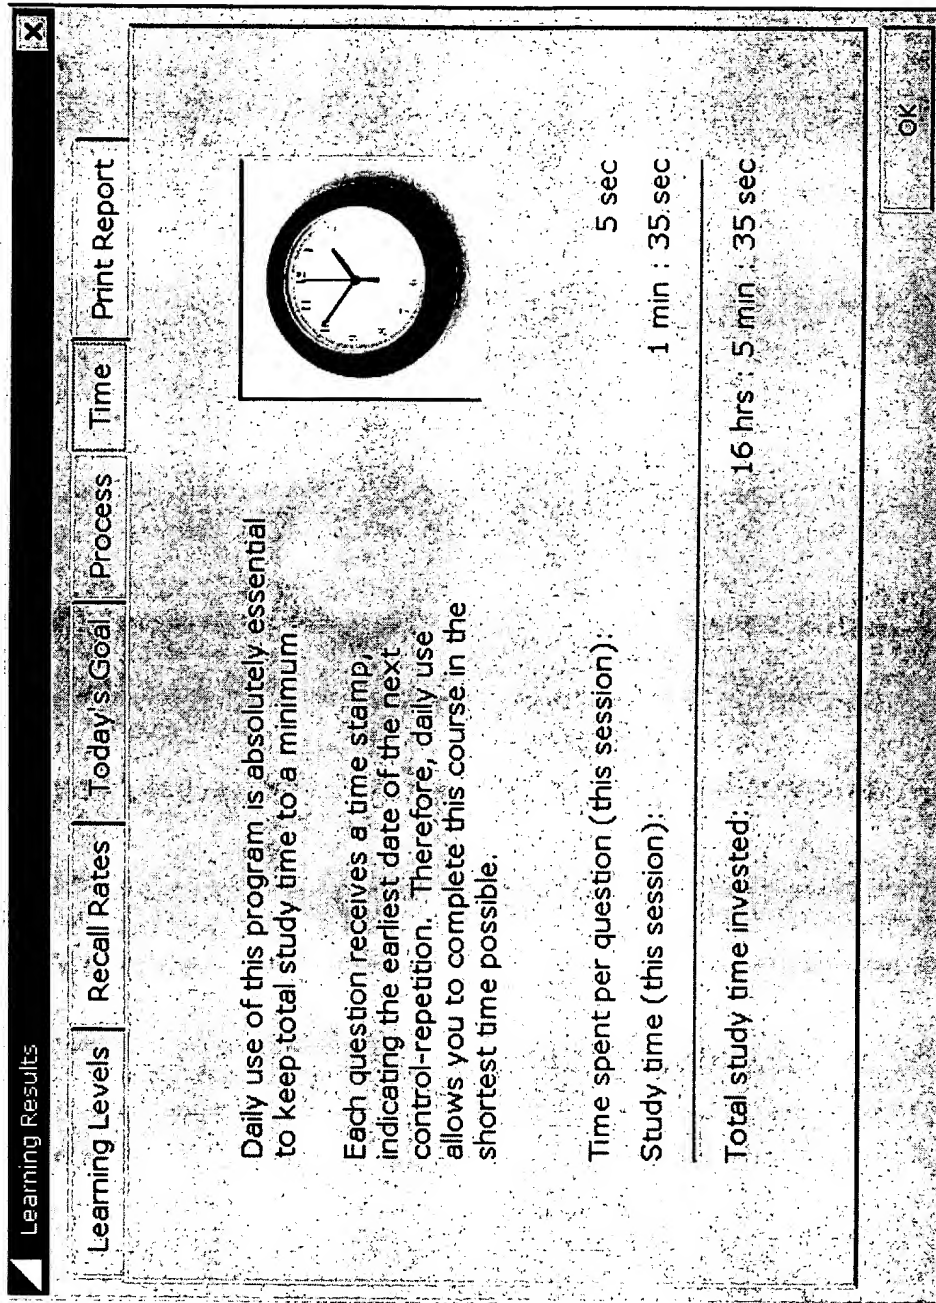 Learning Results
Learning Levels
Recall Rates
Today's Goal
Process
Time
Print Report
Daily use of this program is absolutely essential
to keep total study time to a minimum.
Each question receives a time stamp,
indicating the earliest date of the next
control-repetition. Therefore, daily use
allows you to complete this course in the
shortest time possible.
Time spent per question (this session): 5 sec
Study time (this session): 1 min : 35 sec
Total study time invested: 16 hrs : 5 min : 35 sec
OK